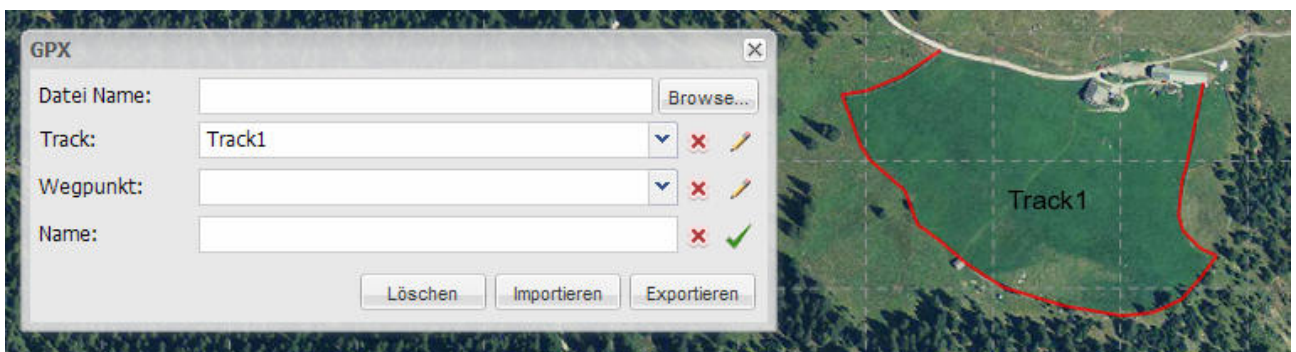 GPX
Datei Name:
Browse...
Track:
Track1
Wegpunkt:
Name:
Löschen
Importieren
Exportieren
Track1